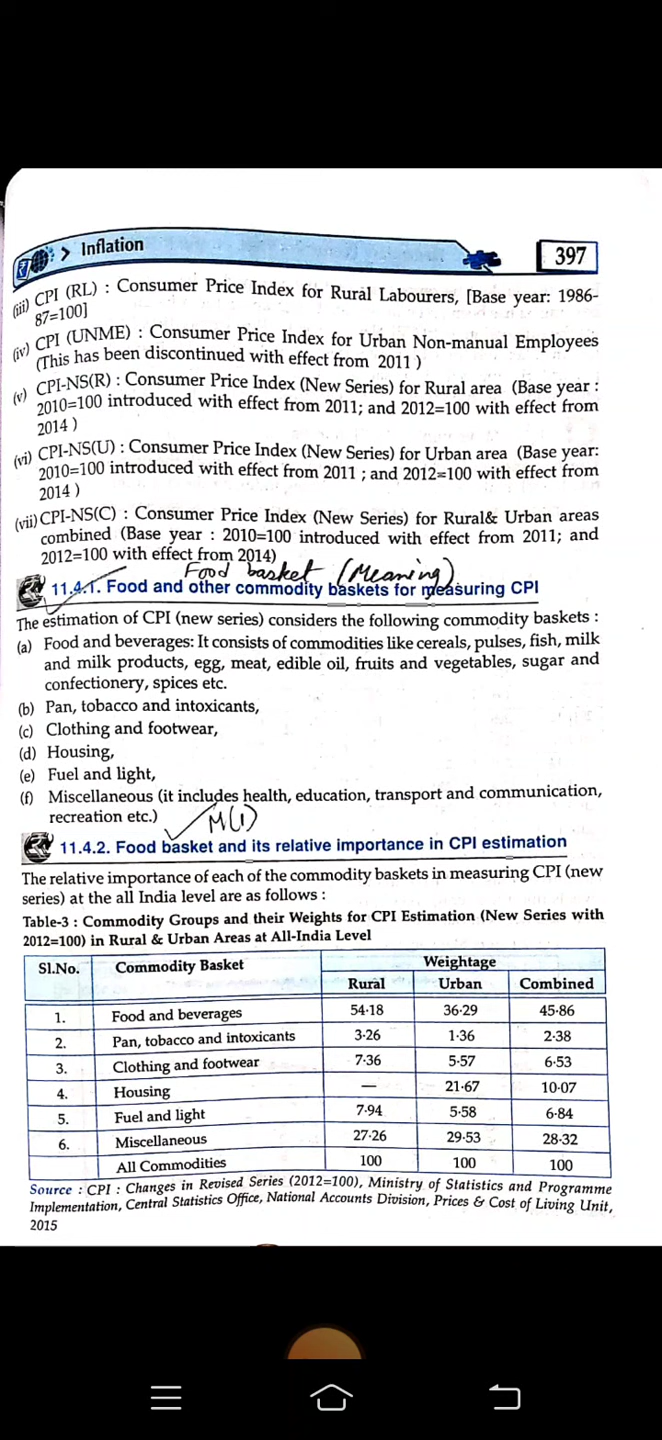 > Inflation
397
(iii) CPI (RL) : Consumer Price Index for Rural Labourers, [Base year: 1986-
87=100]
(iv) CPI (UNME) : Consumer Price Index for Urban Non-manual Employees
(This has been discontinued with effect from 2011 )
(v) CPI-NS(R) : Consumer Price Index (New Series) for Rural area (Base year :
2010=100 introduced with effect from 2011; and 2012=100 with effect from
2014 )
(vi) CPI-NS(U) : Consumer Price Index (New Series) for Urban area (Base year:
2010=100 introduced with effect from 2011 ; and 2012=100 with effect from
2014 )
(vii) CPI-NS(C) : Consumer Price Index (New Series) for Rural& Urban areas
combined (Base year : 2010=100 introduced with effect from 2011; and
2012=100 with effect from 2014)
Food basket (Meaning)
11.4.1. Food and other commodity baskets for measuring CPI
The estimation of CPI (new series) considers the following commodity baskets :
(a) Food and beverages: It consists of commodities like cereals, pulses, fish, milk
and milk products, egg, meat, edible oil, fruits and vegetables, sugar and
confectionery, spices etc.
(b) Pan, tobacco and intoxicants,
(c) Clothing and footwear,
(d) Housing,
(e) Fuel and light,
(f) Miscellaneous (it includes health, education, transport and communication,
recreation etc.)
M(1)
11.4.2. Food basket and its relative importance in CPI estimation
The relative importance of each of the commodity baskets in measuring CPI (new
series) at the all India level are as follows :
Table-3 : Commodity Groups and their Weights for CPI Estimation (New Series with
2012=100) in Rural & Urban Areas at All-India Level
Sl.No. Commodity Basket Weightage
Rural Urban Combined
1. Food and beverages 54·18 36·29 45·86
2. Pan, tobacco and intoxicants 3·26 1·36 2·38
3. Clothing and footwear 7·36 5·57 6·53
4. Housing — 21·67 10·07
5. Fuel and light 7·94 5·58 6·84
6. Miscellaneous 27·26 29·53 28·32
All Commodities 100 100 100
Source : CPI : Changes in Revised Series (2012=100), Ministry of Statistics and Programme
Implementation, Central Statistics Office, National Accounts Division, Prices & Cost of Living Unit,
2015